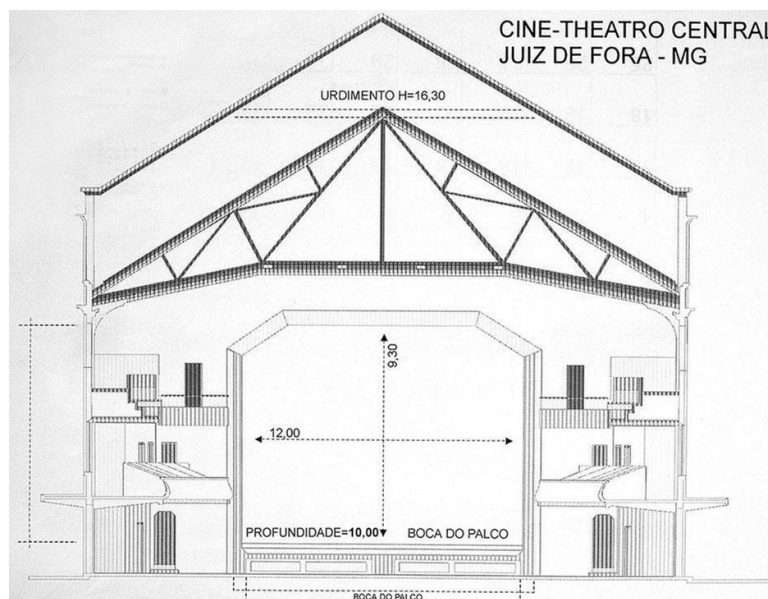 CINE-THEATRO CENTRAL
JUIZ DE FORA - MG
URDIMENTO H=16,30
9,30
12,00
PROFUNDIDADE=10,00
BOCA DO PALCO
BOCA DO PALCO